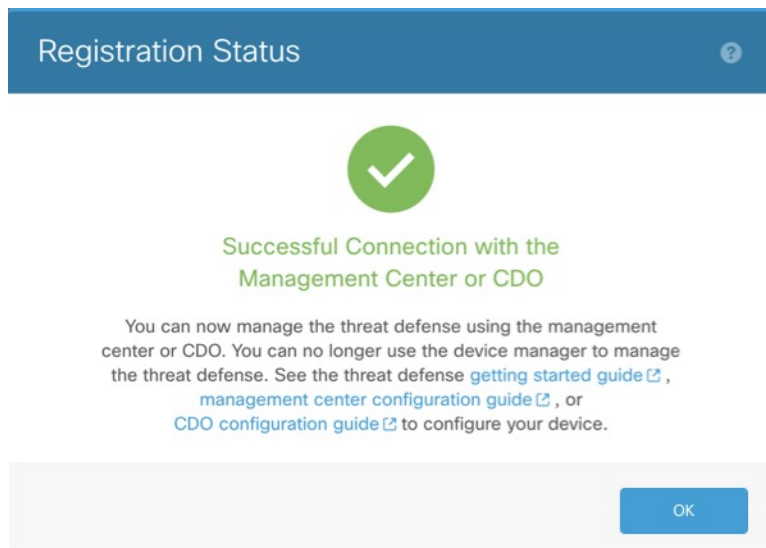 Registration Status
?
Successful Connection with the
Management Center or CDO
You can now manage the threat defense using the management
center or CDO. You can no longer use the device manager to manage
the threat defense. See the threat defense getting started guide ,
management center configuration guide , or
CDO configuration guide to configure your device.
OK